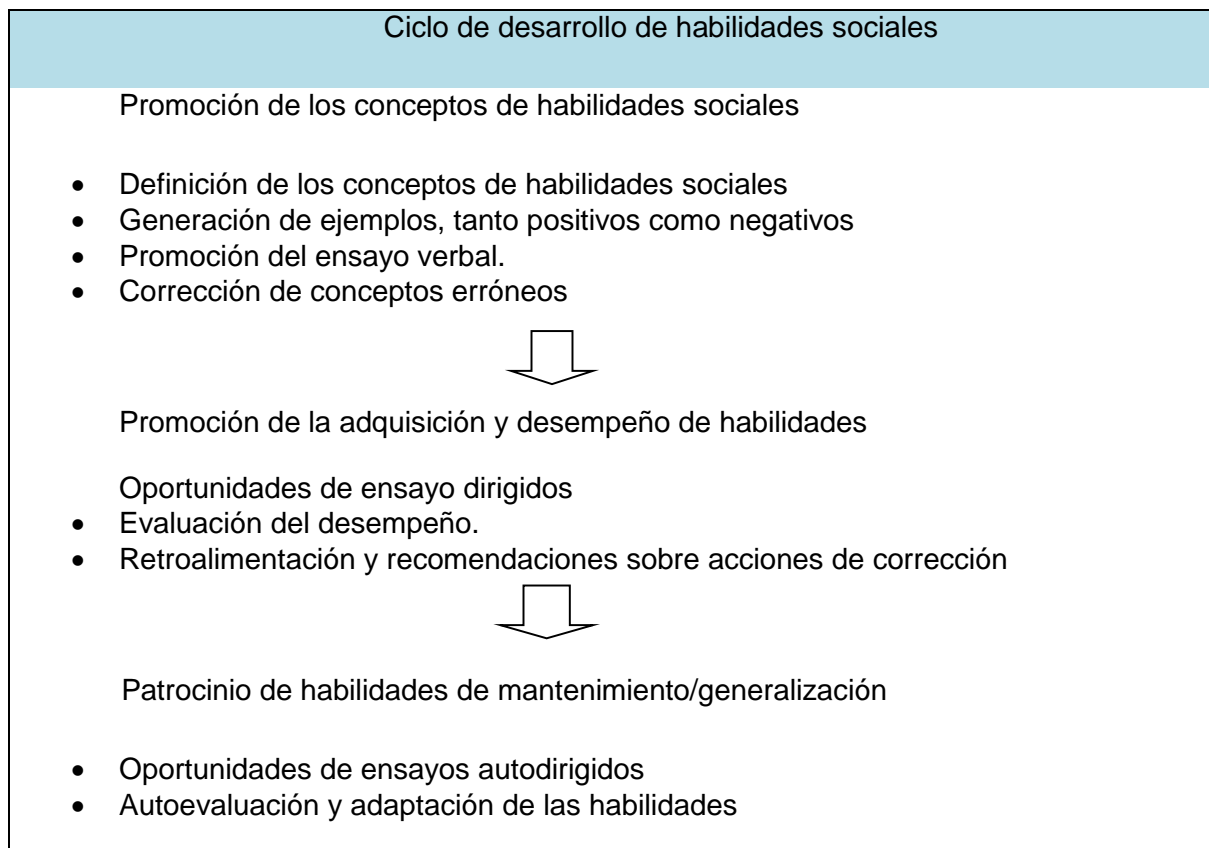 Ciclo de desarrollo de habilidades sociales
Promoción de los conceptos de habilidades sociales
• Definición de los conceptos de habilidades sociales
• Generación de ejemplos, tanto positivos como negativos
• Promoción del ensayo verbal.
• Corrección de conceptos erróneos
Promoción de la adquisición y desempeño de habilidades
Oportunidades de ensayo dirigidos
• Evaluación del desempeño.
• Retroalimentación y recomendaciones sobre acciones de corrección
Patrocinio de habilidades de mantenimiento/generalización
• Oportunidades de ensayos autodirigidos
• Autoevaluación y adaptación de las habilidades